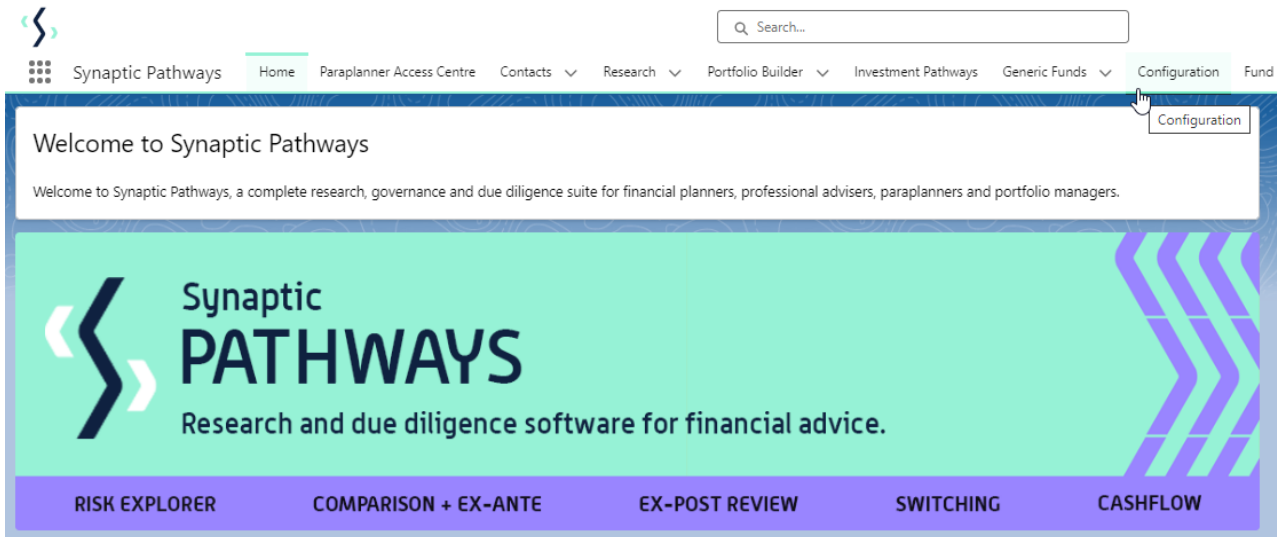 Search...
Synaptic Pathways Home Paraplanner Access Centre Contacts Research Portfolio Builder Investment Pathways Generic Funds Configuration Fund
Configuration
Welcome to Synaptic Pathways
Welcome to Synaptic Pathways, a complete research, governance and due diligence suite for financial planners, professional advisers, paraplanners and portfolio managers.
Synaptic
PATHWAYS
Research and due diligence software for financial advice.
RISK EXPLORER COMPARISON + EX-ANTE EX-POST REVIEW SWITCHING CASHFLOW